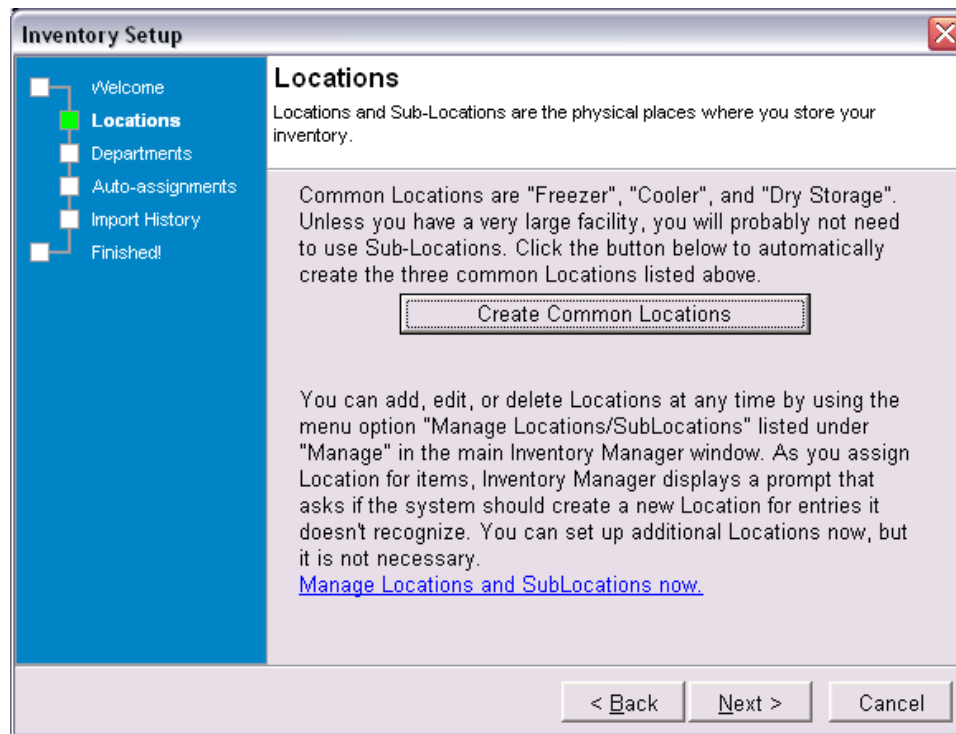 Inventory Setup
Welcome
Locations
Departments
Auto-assignments
Import History
Finished!
Locations
Locations and Sub-Locations are the physical places where you store your
inventory.
Common Locations are "Freezer", "Cooler", and "Dry Storage".
Unless you have a very large facility, you will probably not need
to use Sub-Locations. Click the button below to automatically
create the three common Locations listed above.
Create Common Locations
You can add, edit, or delete Locations at any time by using the
menu option "Manage Locations/SubLocations" listed under
"Manage" in the main Inventory Manager window. As you assign
Location for items, Inventory Manager displays a prompt that
asks if the system should create a new Location for entries it
doesn't recognize. You can set up additional Locations now, but
it is not necessary.
Manage Locations and SubLocations now.
< Back
Next >
Cancel